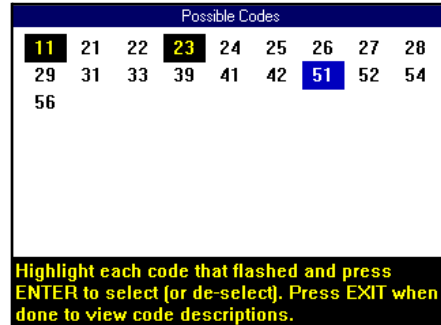 Possible Codes
11 21 22 23 24 25 26 27 28
29 31 33 39 41 42 51 52 54
56
Highlight each code that flashed and press
ENTER to select (or de-select). Press EXIT when
done to view code descriptions.